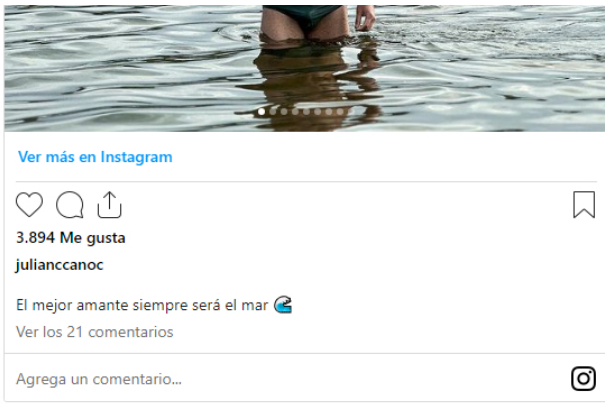 Ver más en Instagram
3.894 Me gusta
julianccanoc
El mejor amante siempre será el mar 🌊
Ver los 21 comentarios
Agrega un comentario...